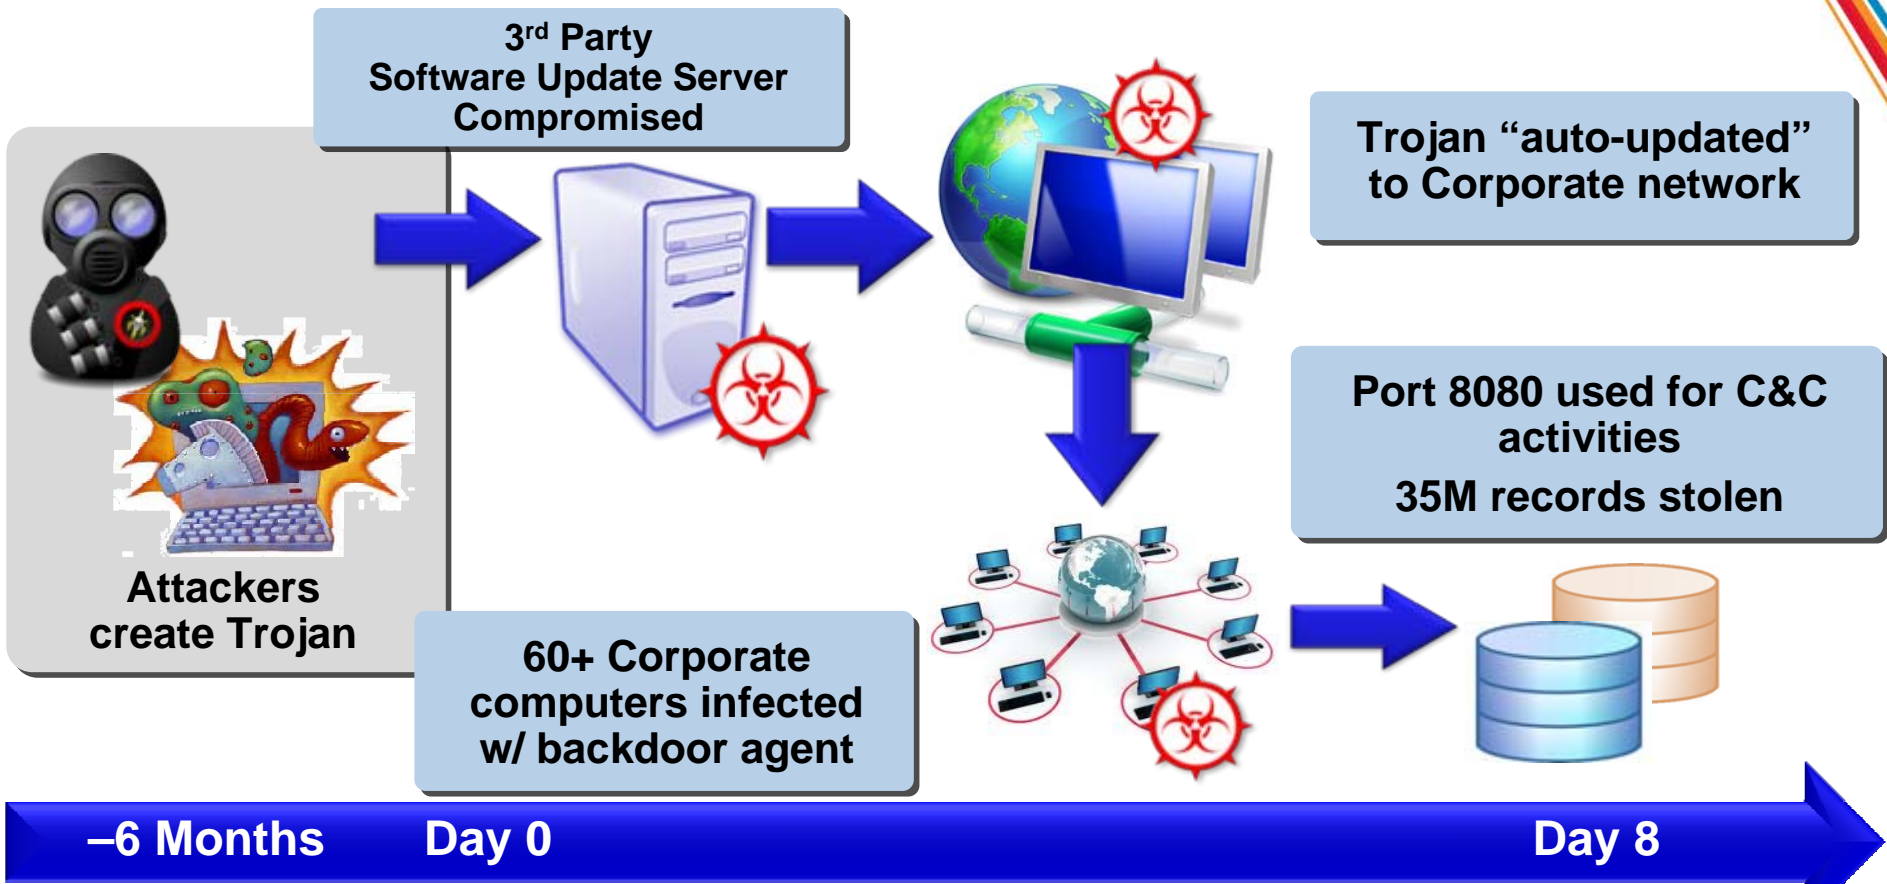 3rd Party
Software Update Server
Compromised
Trojan “auto-updated”
to Corporate network
Port 8080 used for C&C
activities
35M records stolen
Attackers
create Trojan
60+ Corporate
computers infected
w/ backdoor agent
–6 Months
Day 0
Day 8